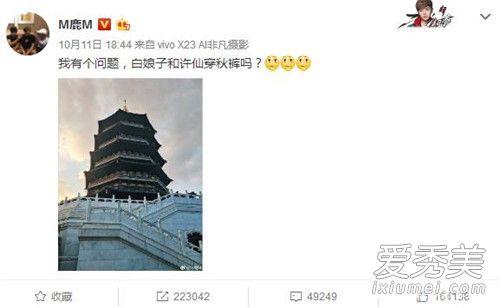 M鹿M
10月11日 18:44 来自 vivo X23 AI非凡摄影
我有个问题，白娘子和许仙穿秋裤吗？
收藏
223042
49249
164138
爱秀美
ixiumei.com